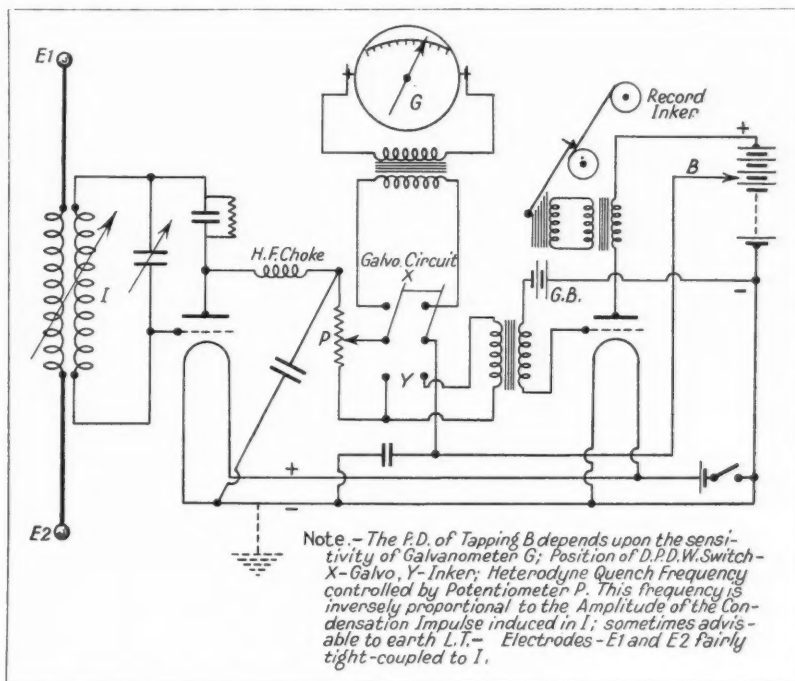 E1
G
Record
Inker
+
B
H.F. Choke
Galvo. Circuit
X
I
P
G.B.
-
Y
+
-
E2
Note.- The P.D. of Tapping B depends upon the sensi-
tivity of Galvanometer G; Position of D.P.D.W. Switch-
X-Galvo, Y-Inker; Heterodyne Quench Frequency
controlled by Potentiometer P. This frequency is
inversely proportional to the Amplitude of the Con-
densation Impulse induced in I; sometimes advis-
able to earth L.T.- Electrodes-E1 and E2 fairly
tight-coupled to I.